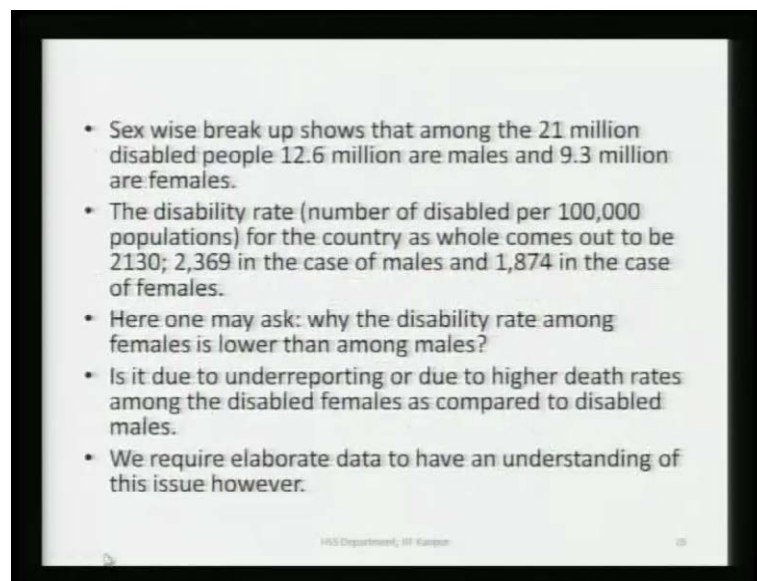 • Sex wise break up shows that among the 21 million
disabled people 12.6 million are males and 9.3 million
are females.
• The disability rate (number of disabled per 100,000
populations) for the country as whole comes out to be
2130; 2,369 in the case of males and 1,874 in the case
of females.
• Here one may ask: why the disability rate among
females is lower than among males?
• Is it due to underreporting or due to higher death rates
among the disabled females as compared to disabled
males.
• We require elaborate data to have an understanding of
this issue however.
HSS Department, IIT Kanpur